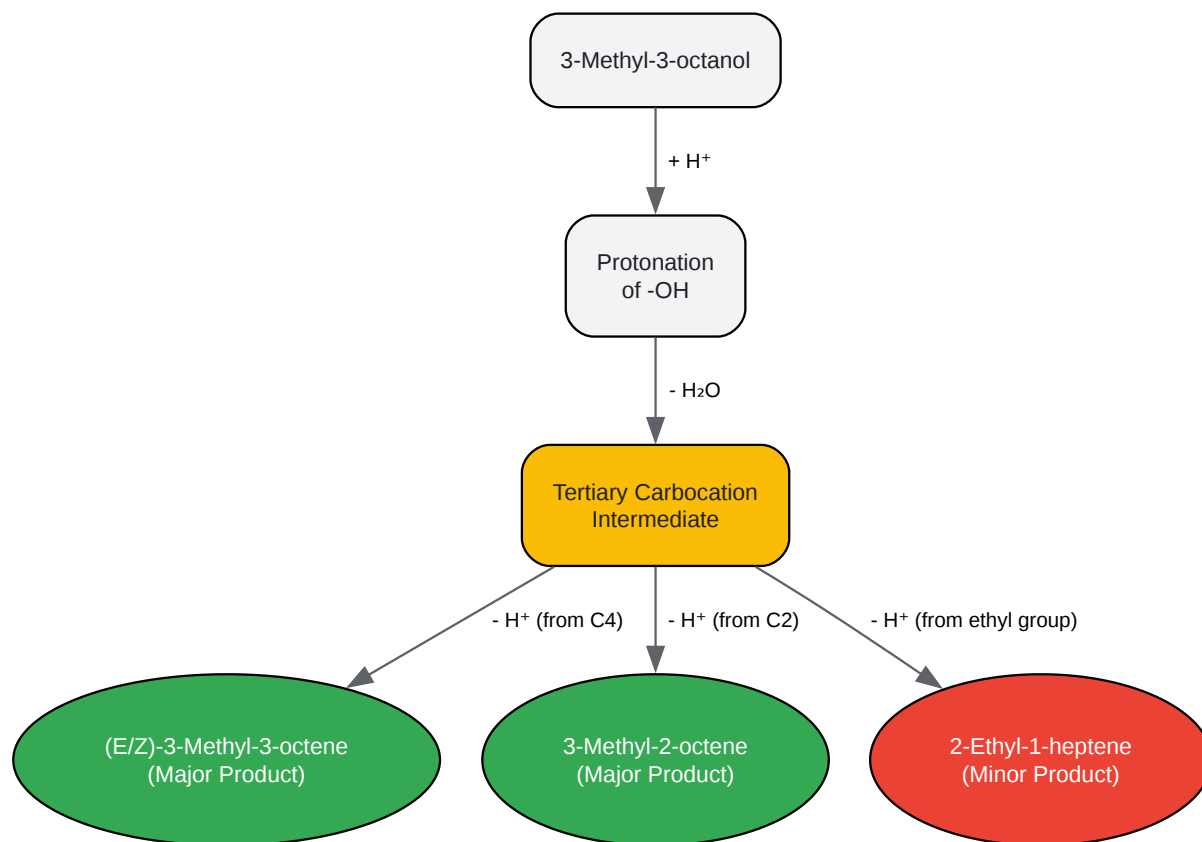 3-Methyl-3-octanol
+ H⁺
Protonation
of -OH
- H₂O
Tertiary Carbocation
Intermediate
- H⁺ (from C4)
- H⁺ (from C2)
- H⁺ (from ethyl group)
(E/Z)-3-Methyl-3-octene
(Major Product)
3-Methyl-2-octene
(Major Product)
2-Ethyl-1-heptene
(Minor Product)